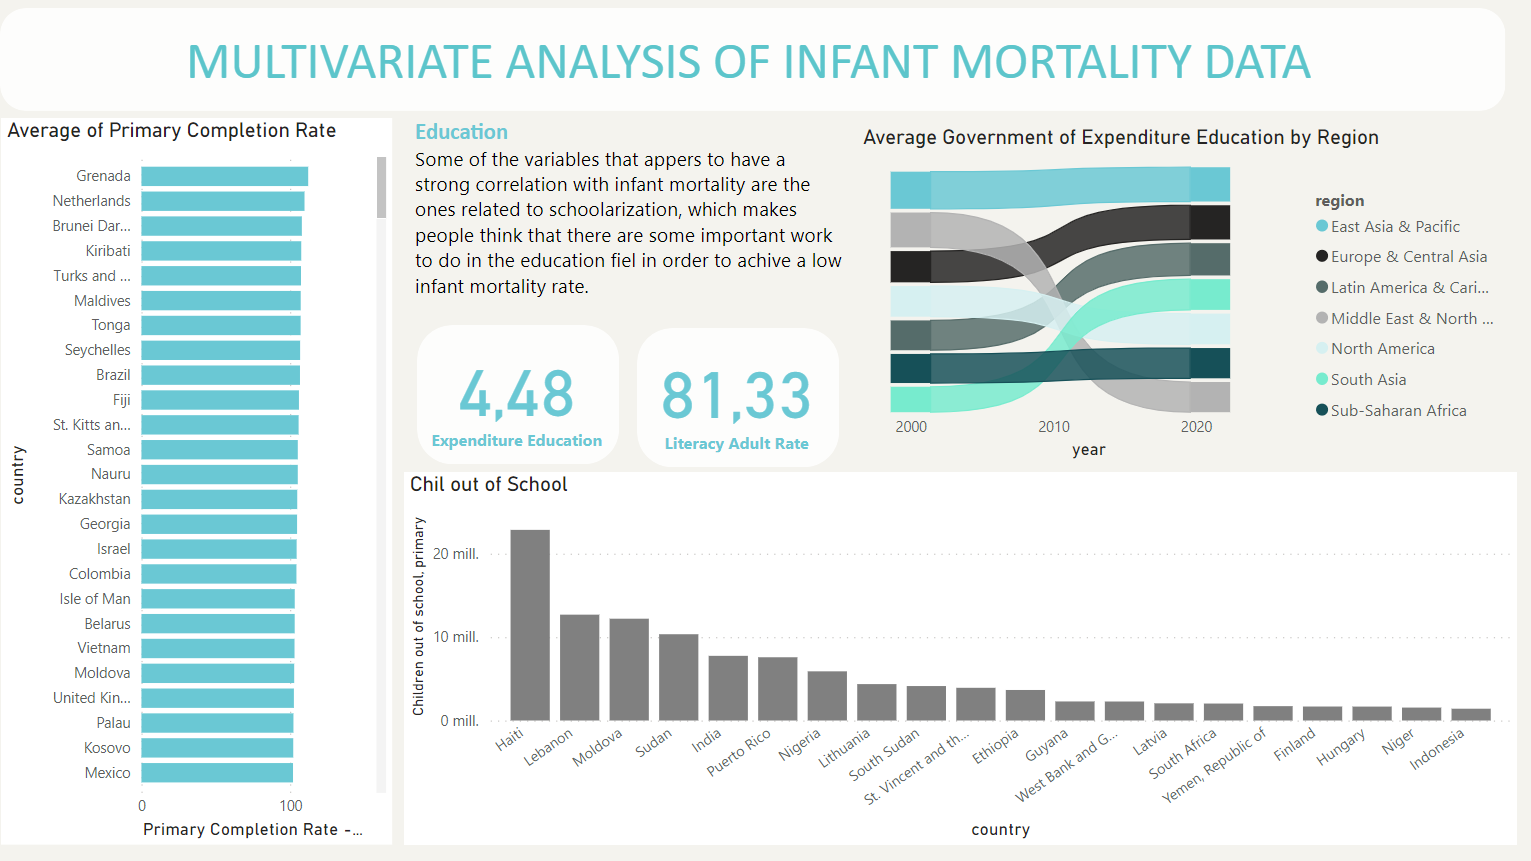 MULTIVARIATE ANALYSIS OF INFANT MORTALITY DATA
Average of Primary Completion Rate
country
Grenada
Netherlands
Brunei Dar...
Kiribati
Turks and ...
Maldives
Tonga
Seychelles
Brazil
Fiji
St. Kitts an...
Samoa
Nauru
Kazakhstan
Georgia
Israel
Colombia
Isle of Man
Belarus
Vietnam
Moldova
United Kin...
Palau
Kosovo
Mexico
0 100
Primary Completion Rate -...
Education
Some of the variables that appers to have a
strong correlation with infant mortality are the
ones related to schoolarization, which makes
people think that there are some important work
to do in the education fiel in order to achive a low
infant mortality rate.
4,48
Expenditure Education
81,33
Literacy Adult Rate
Average Government of Expenditure Education by Region
2000 2010 2020
year
region
East Asia & Pacific
Europe & Central Asia
Latin America & Cari...
Middle East & North ...
North America
South Asia
Sub-Saharan Africa
Chil out of School
Children out of school, primary
20 mill.
10 mill.
0 mill.
Haiti
Lebanon
Moldova
Sudan
India
Puerto Rico
Nigeria
Lithuania
South Sudan
St. Vincent and th...
Ethiopia
Guyana
West Bank and G...
Latvia
South Africa
Yemen, Republic of
Finland
Hungary
Niger
Indonesia
country